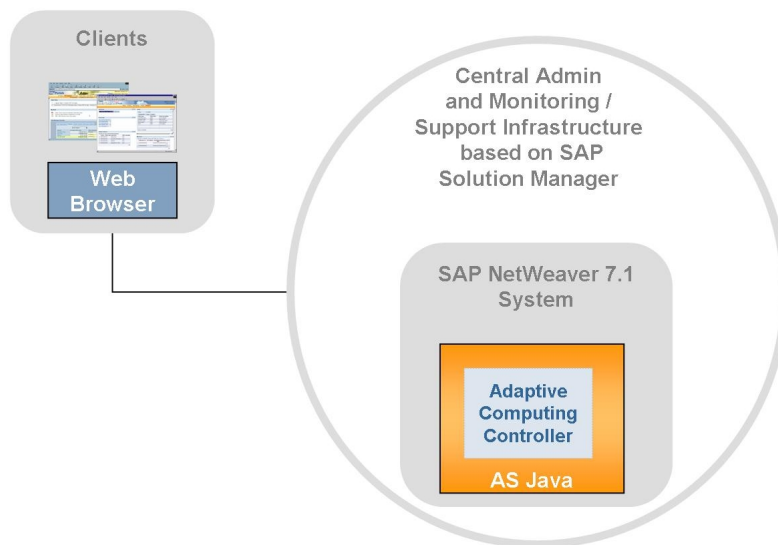 Clients
Web
Browser
Central Admin
and Monitoring /
Support Infrastructure
based on SAP
Solution Manager
SAP NetWeaver 7.1
System
Adaptive
Computing
Controller
AS Java